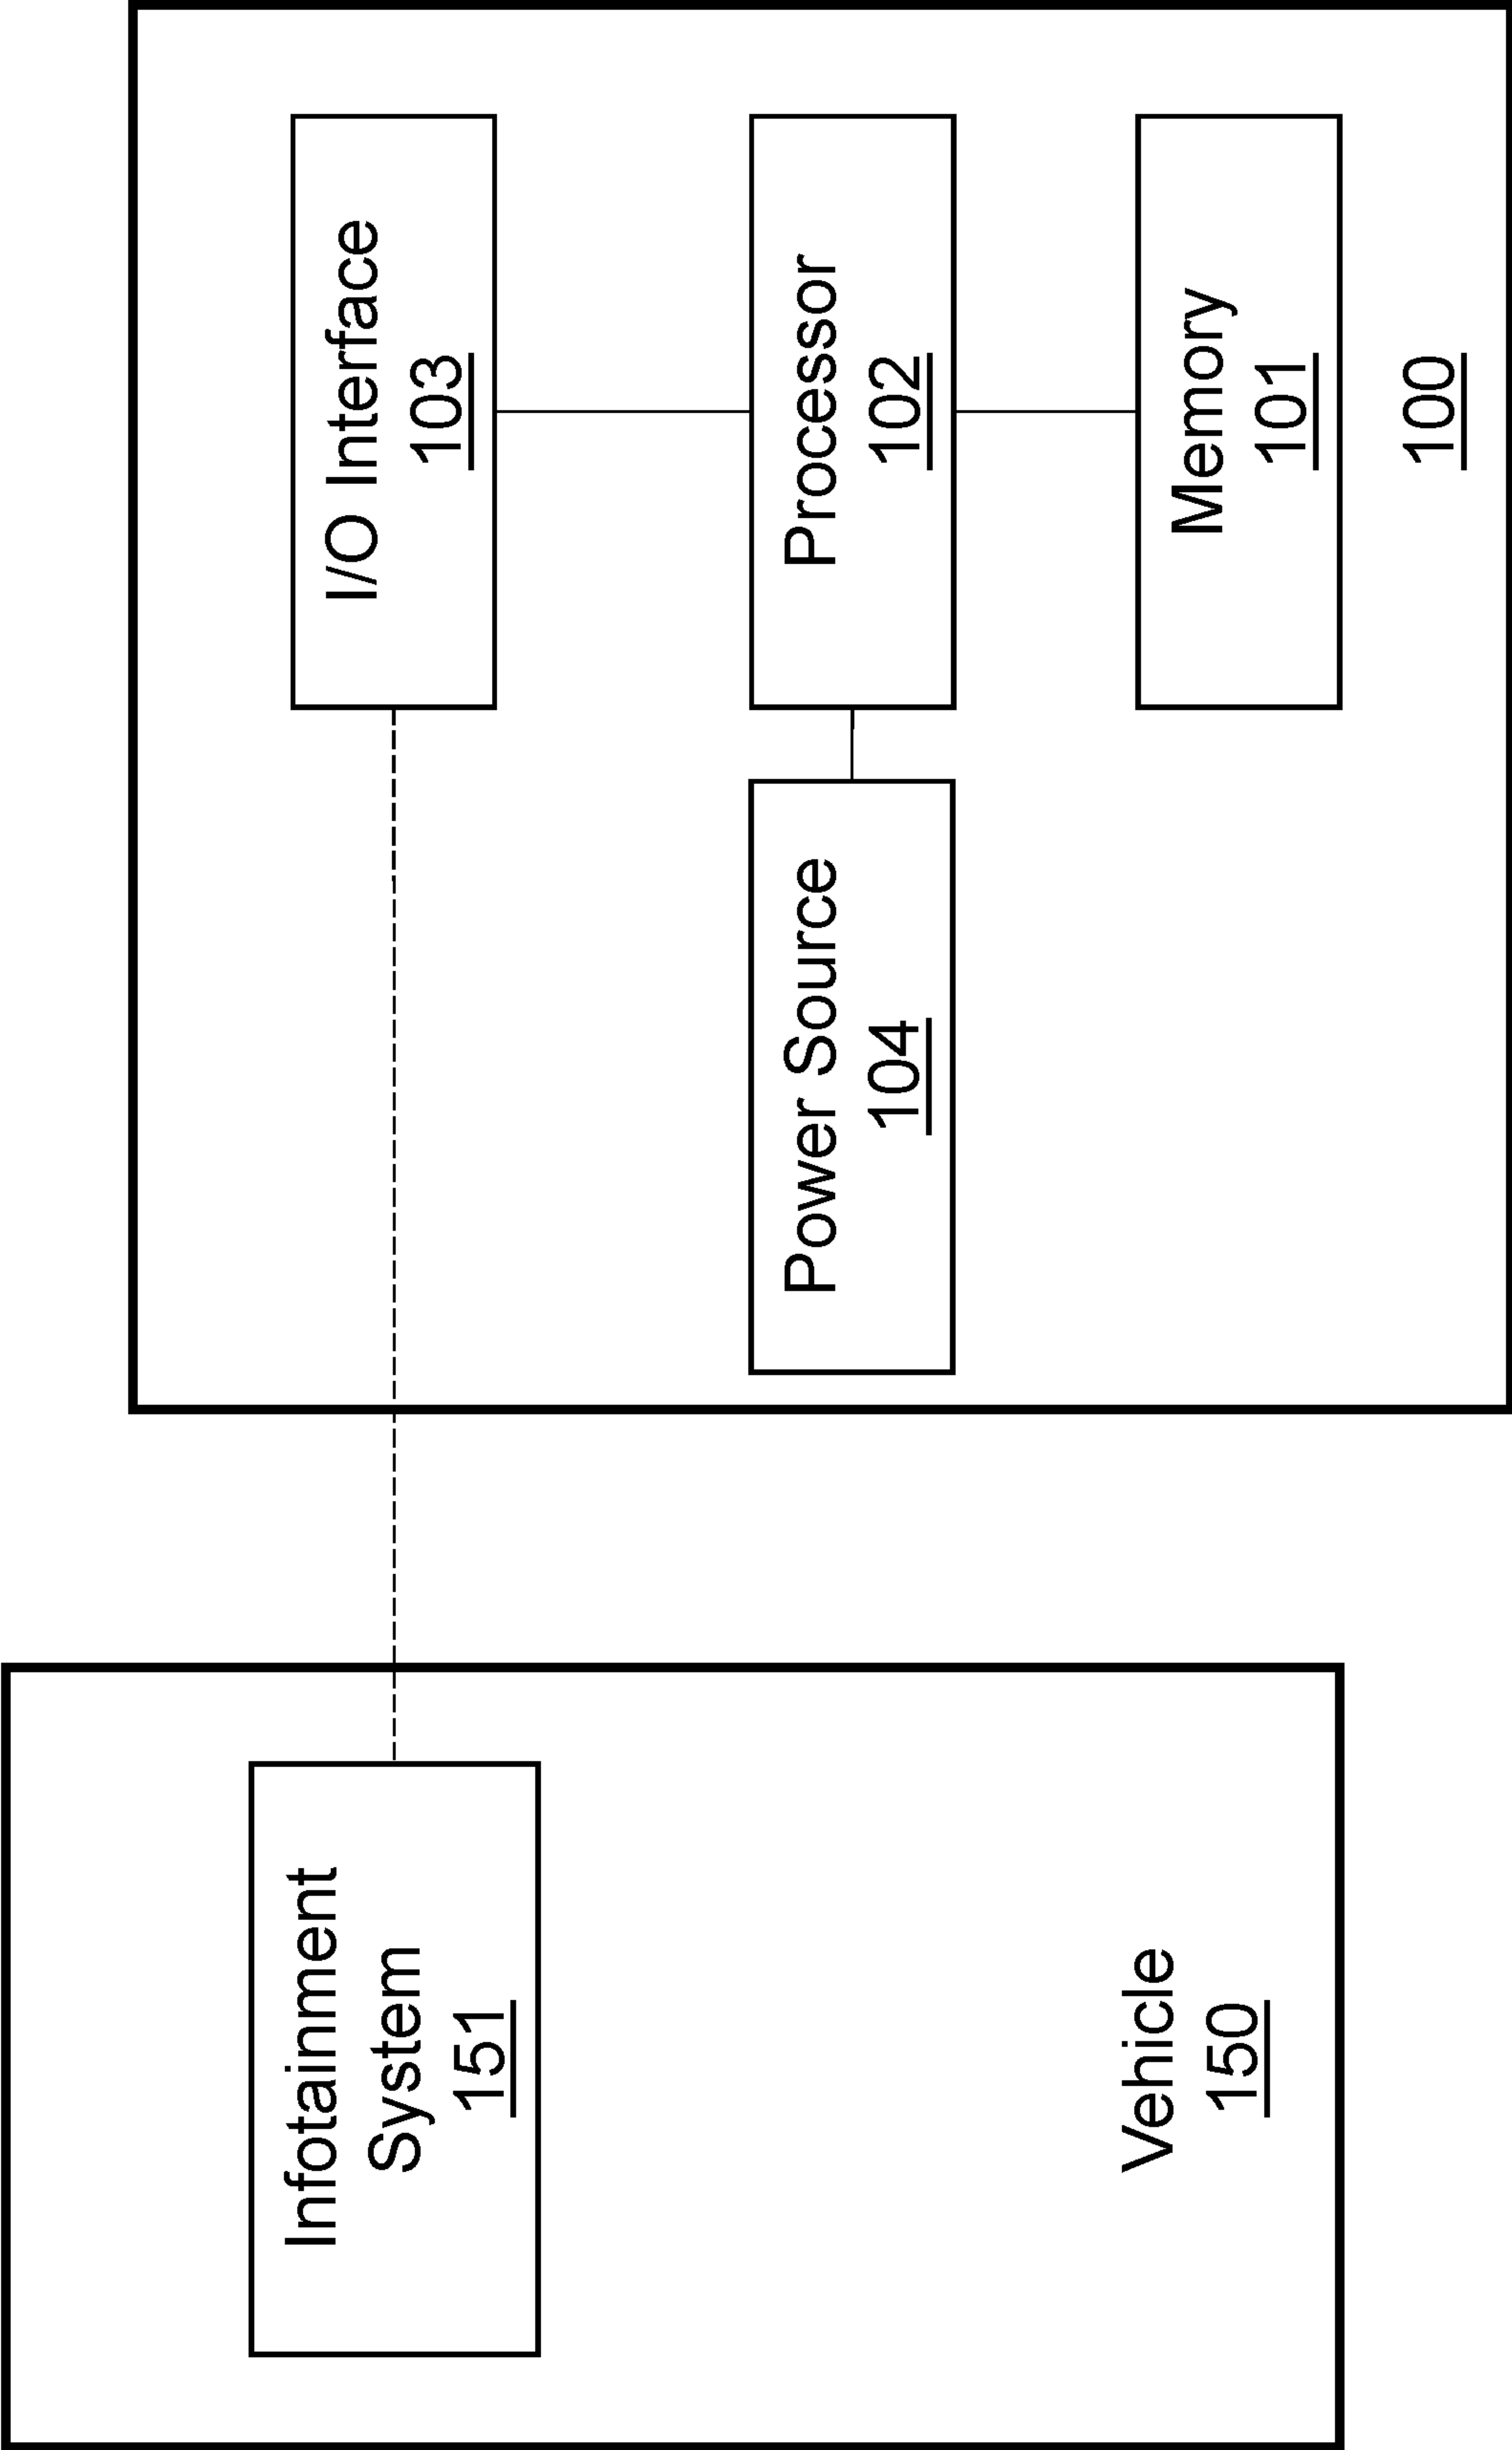 Infotainment
System
151
Vehicle
150
I/O Interface
103
Power Source
104
Processor
102
Memory
101
100